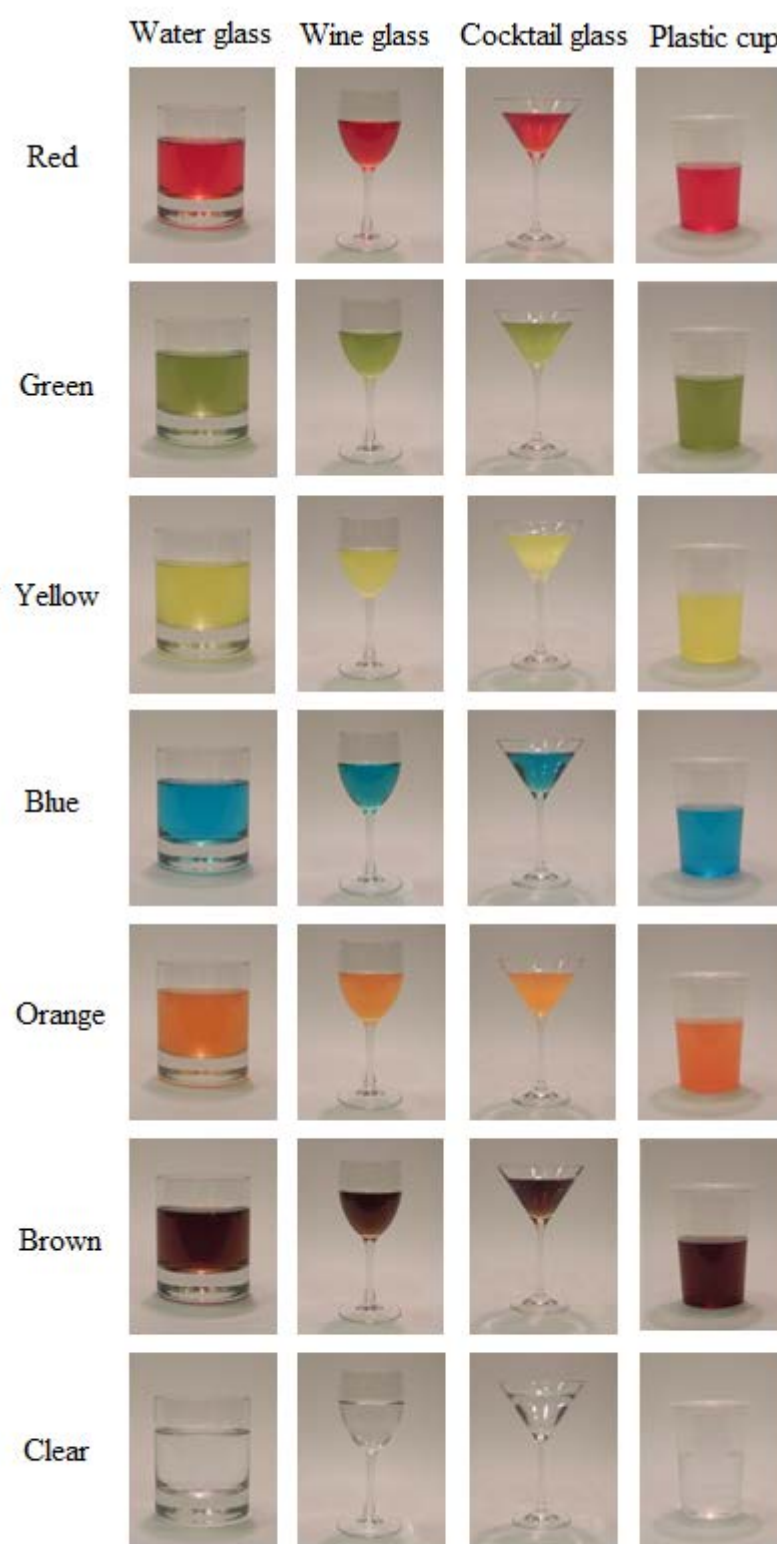 Water glass Wine glass Cocktail glass Plastic cup
Red
Green
Yellow
Blue
Orange
Brown
Clear